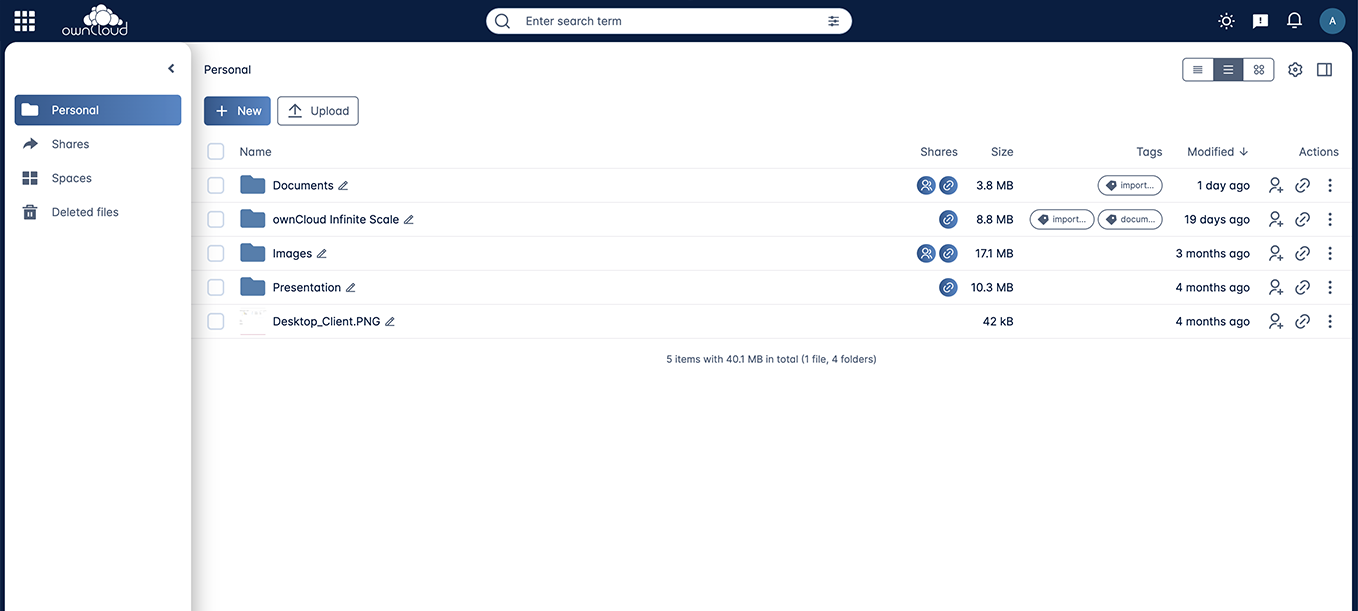 ownCloud Enter search term A
Personal
Personal
New Upload
Shares
Spaces
Deleted files
Name Shares Size Tags Modified Actions
Documents 3.8 MB import... 1 day ago
ownCloud Infinite Scale 8.8 MB import... docum... 19 days ago
Images 17.1 MB 3 months ago
Presentation 10.3 MB 4 months ago
Desktop_Client.PNG 42 kB 4 months ago
5 items with 40.1 MB in total (1 file, 4 folders)